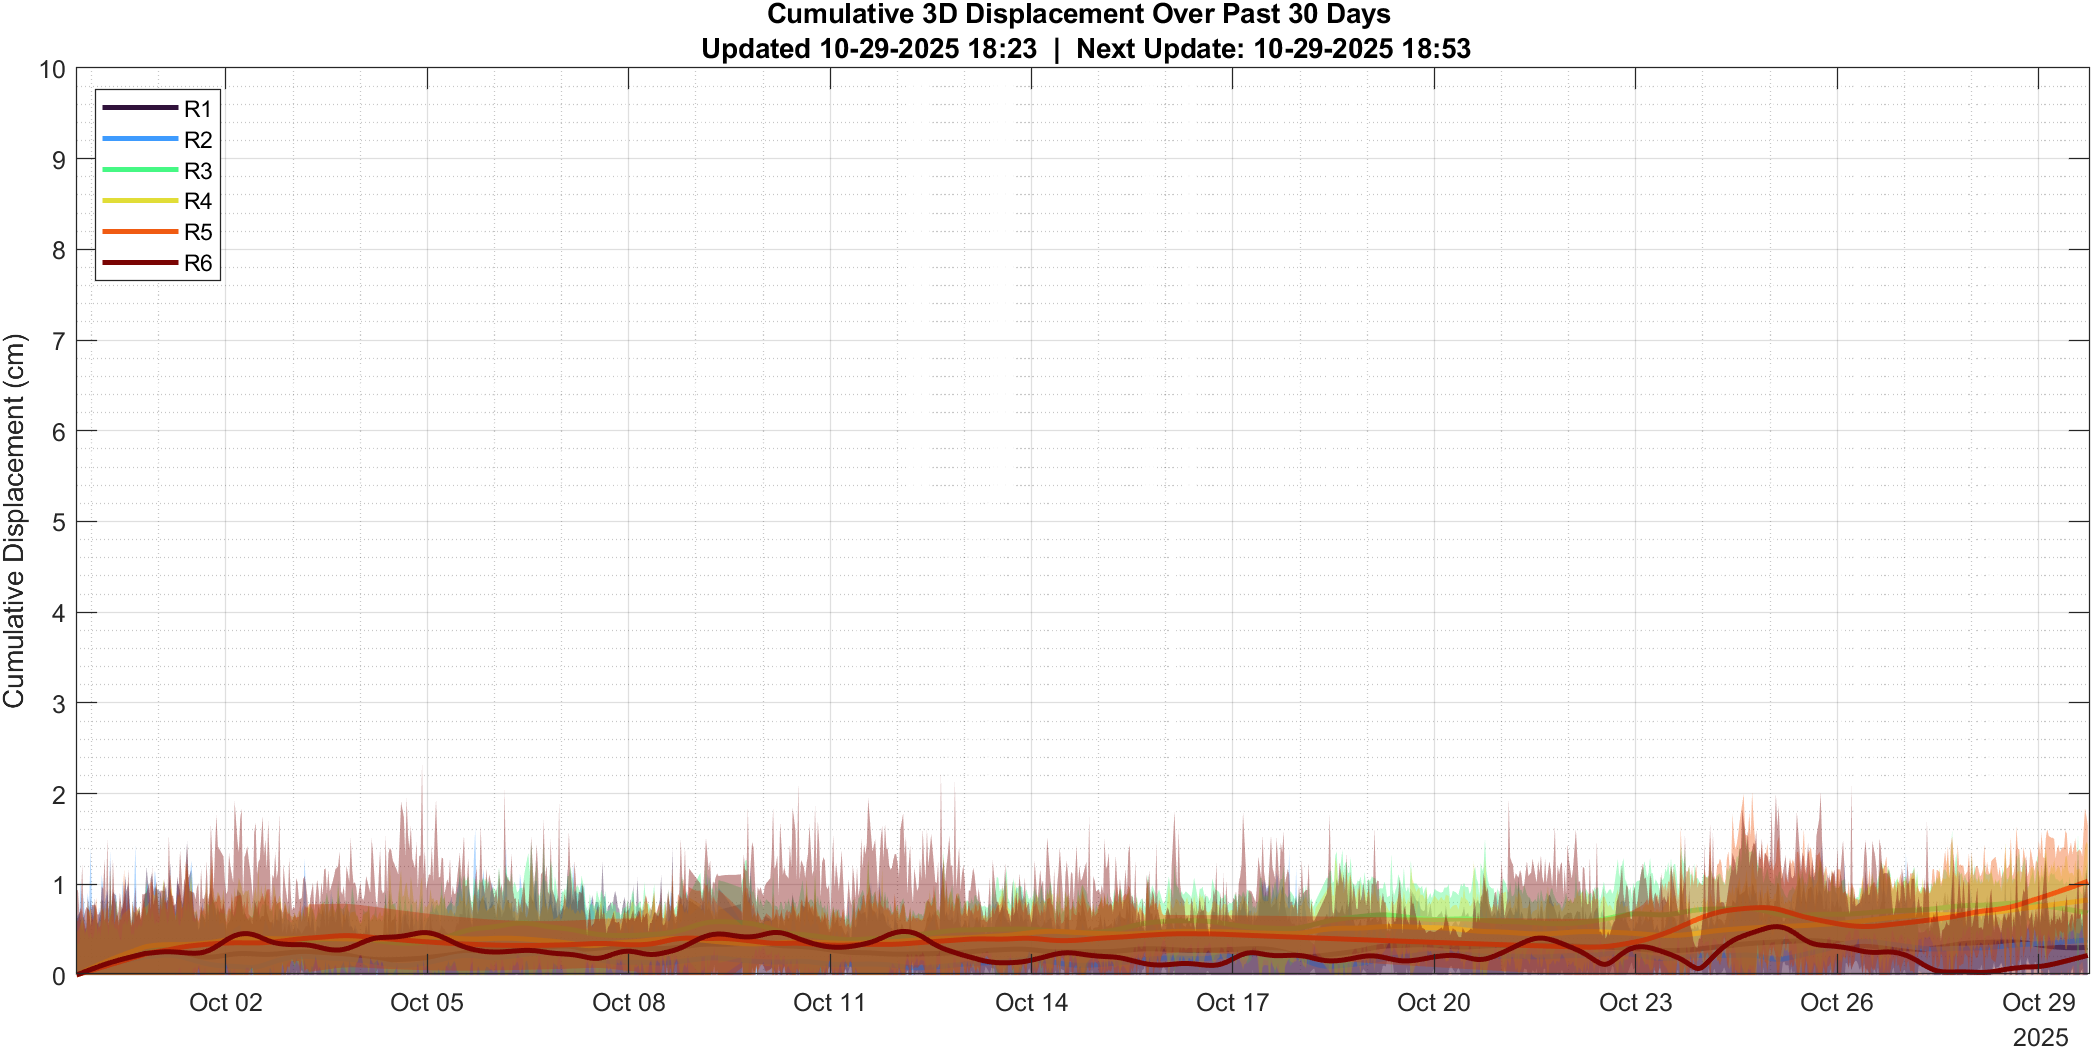 Cumulative 3D Displacement Over Past 30 Days
Updated 10-29-2025 18:23 | Next Update: 10-29-2025 18:53
Cumulative Displacement (cm)
10
9
8
7
6
5
4
3
2
1
0
R1
R2
R3
R4
R5
R6
Oct 02
Oct 05
Oct 08
Oct 11
Oct 14
Oct 17
Oct 20
Oct 23
Oct 26
Oct 29
2025